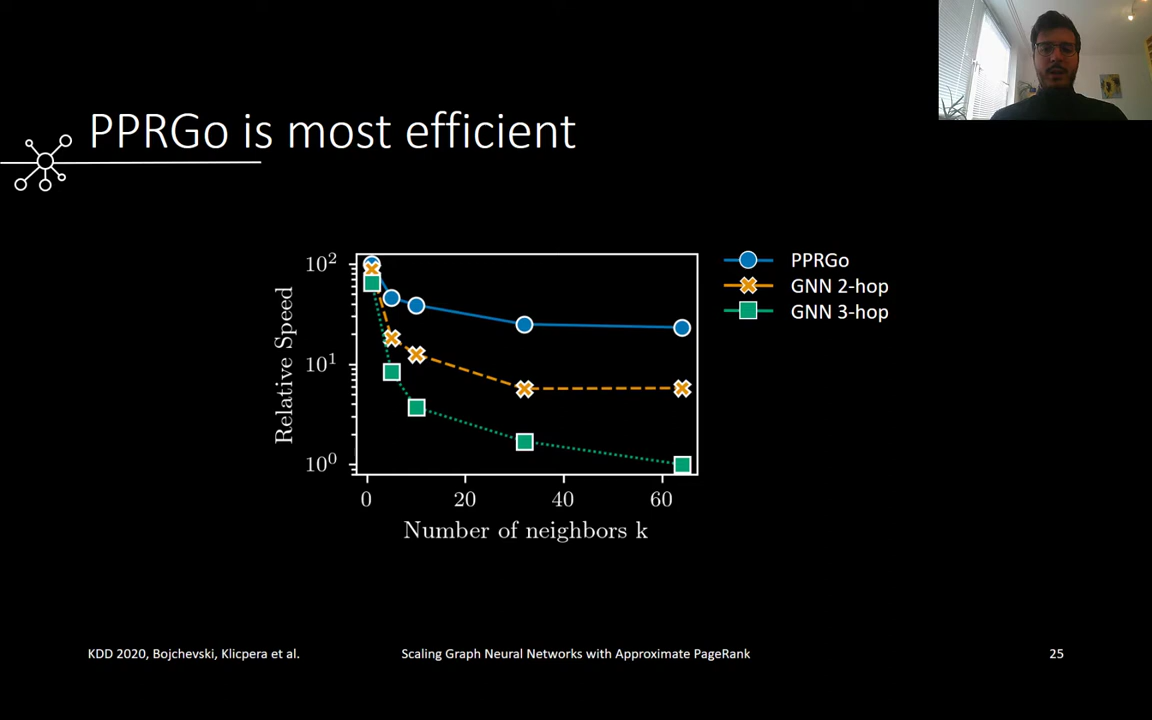 PPRGo is most efficient
10²
10¹
10⁰
Relative Speed
0 20 40 60
Number of neighbors k
PPRGo
GNN 2-hop
GNN 3-hop
KDD 2020, Bojchevski, Klicpera et al. Scaling Graph Neural Networks with Approximate PageRank 25